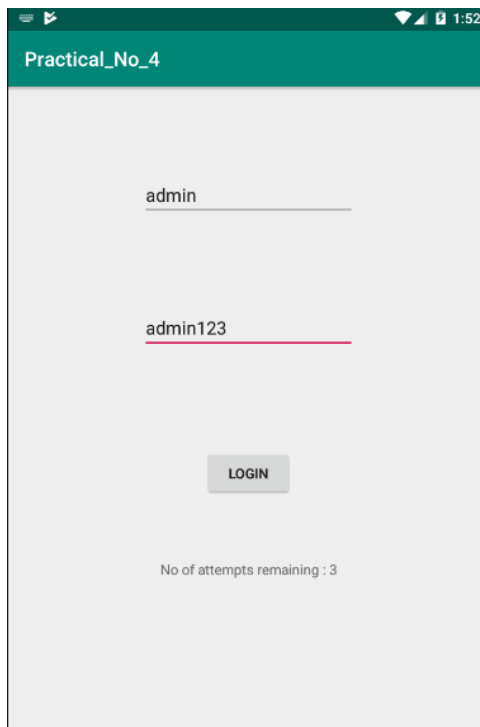 1:52
Practical_No_4
admin
admin123
LOGIN
No of attempts remaining : 3